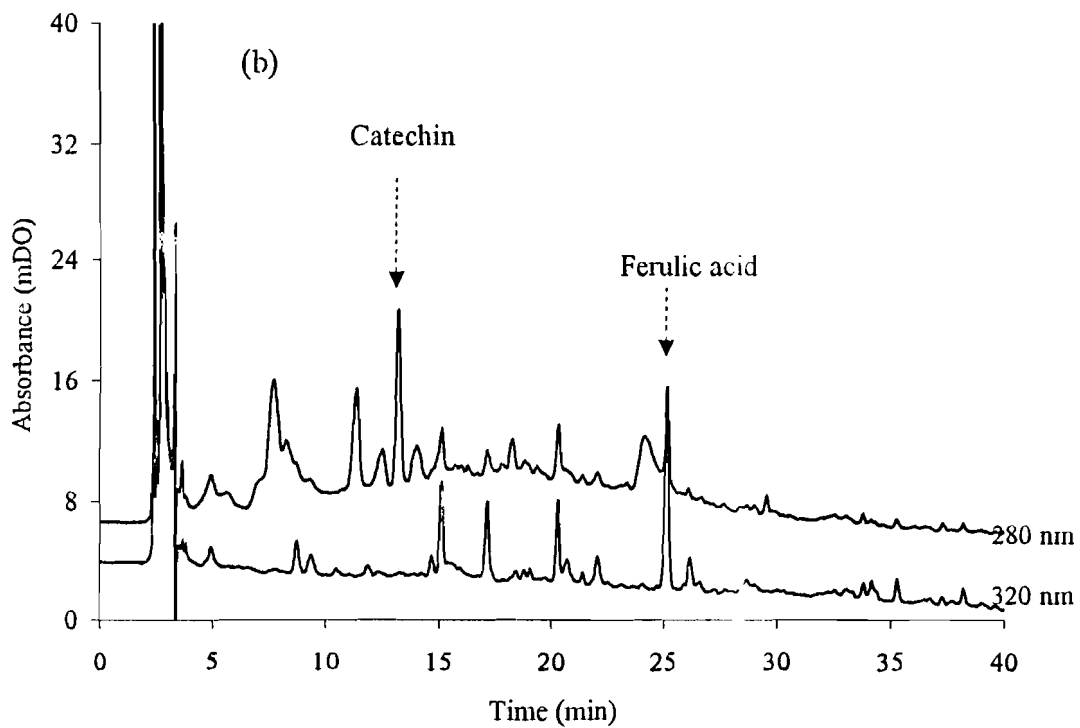 40
(b)
Catechin
32
24
Ferulic acid
16
8
0
Absorbance (mDO)
280 nm
320 nm
0 5 10 15 20 25 30 35 40
Time (min)